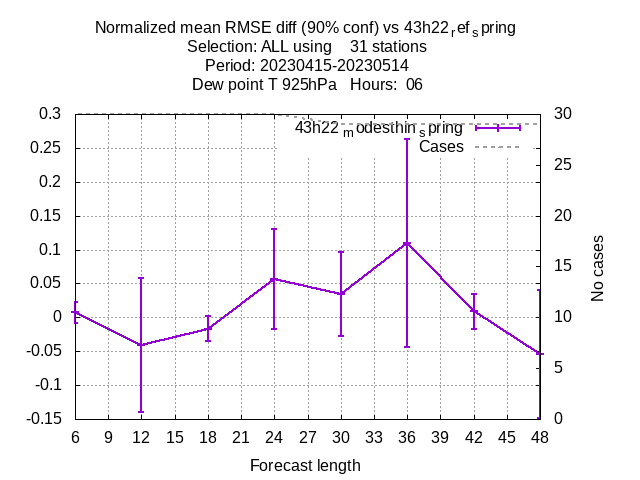 Normalized mean RMSE diff (90% conf) vs 43h22refspring
Selection: ALL using 31 stations
Period: 20230415-20230514
Dew point T 925hPa Hours: 06
43h22modesthinspring
Cases
0.3
0.25
0.2
0.15
0.1
0.05
0
-0.05
-0.1
-0.15
30
25
20
15
10
5
0
No cases
6 9 12 15 18 21 24 27 30 33 36 39 42 45 48
Forecast length